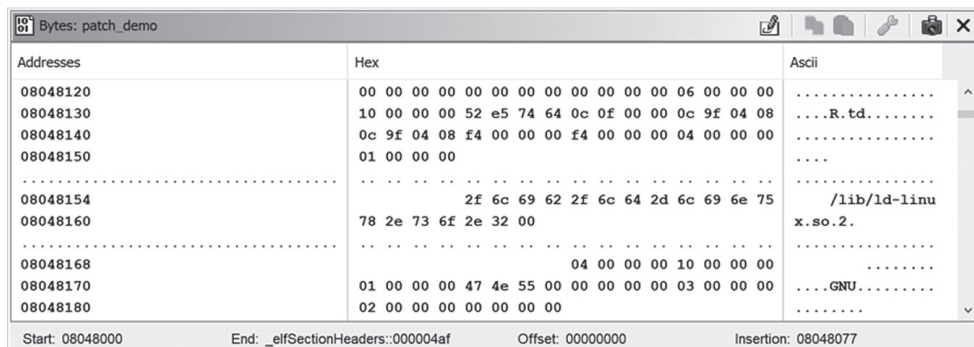 Bytes: patch_demo
Addresses Hex Ascii
08048120 00 00 00 00 00 00 00 00 00 00 00 00 06 00 00 00 ................
08048130 10 00 00 00 52 e5 74 64 0c 0f 00 00 0c 9f 04 08 ....R.td........
08048140 0c 9f 04 08 f4 00 00 00 f4 00 00 00 04 00 00 00 ................
08048150 01 00 00 00 ....
....................................... .. .. .. .. .. .. .. .. .. .. .. .. .. .. .. .. ................
08048154 2f 6c 69 62 2f 6c 64 2d 6c 69 6e 75 /lib/ld-linu
08048160 78 2e 73 6f 2e 32 00 x.so.2.
....................................... .. .. .. .. .. .. .. .. .. .. .. .. .. .. .. .. ................
08048168 04 00 00 00 10 00 00 00 ........
08048170 01 00 00 00 47 4e 55 00 00 00 00 00 03 00 00 00 ....GNU.........
08048180 02 00 00 00 00 00 00 00 ........
Start: 08048000 End: _elfSectionHeaders::000004af Offset: 00000000 Insertion: 08048077